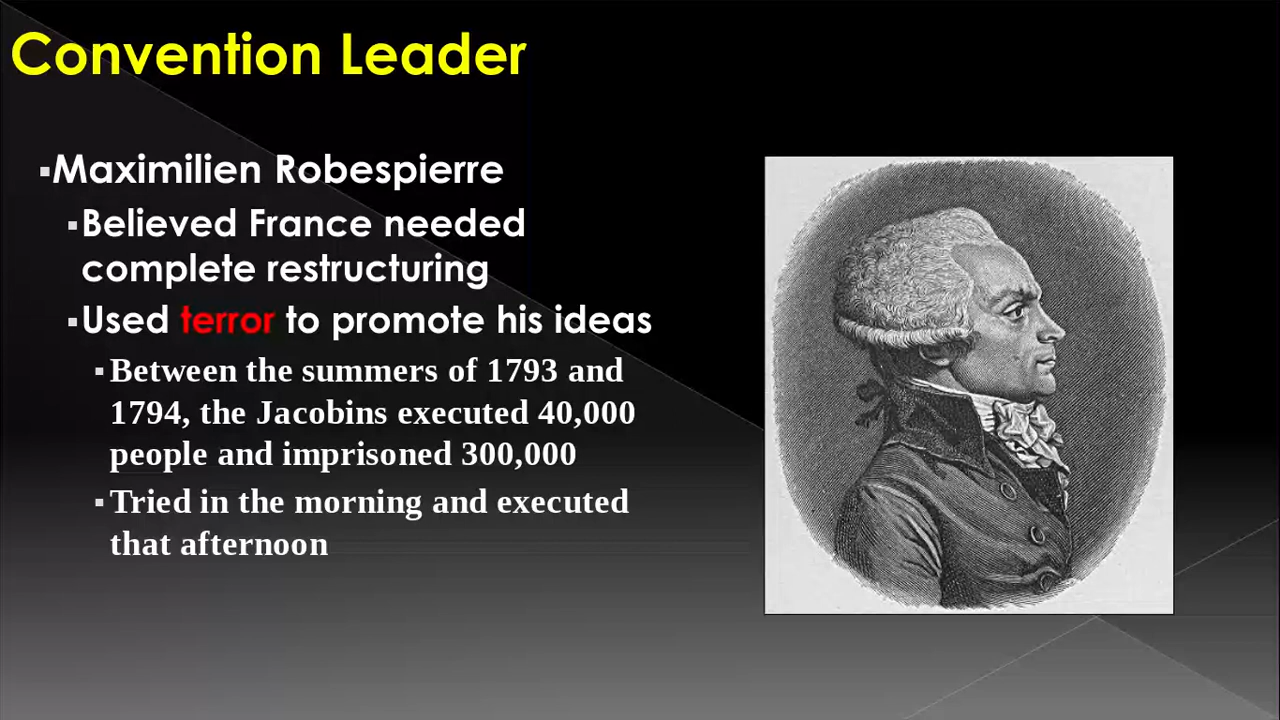 Convention Leader
▪Maximilien Robespierre
▪Believed France needed
complete restructuring
▪Used terror to promote his ideas
▪Between the summers of 1793 and
1794, the Jacobins executed 40,000
people and imprisoned 300,000
▪Tried in the morning and executed
that afternoon